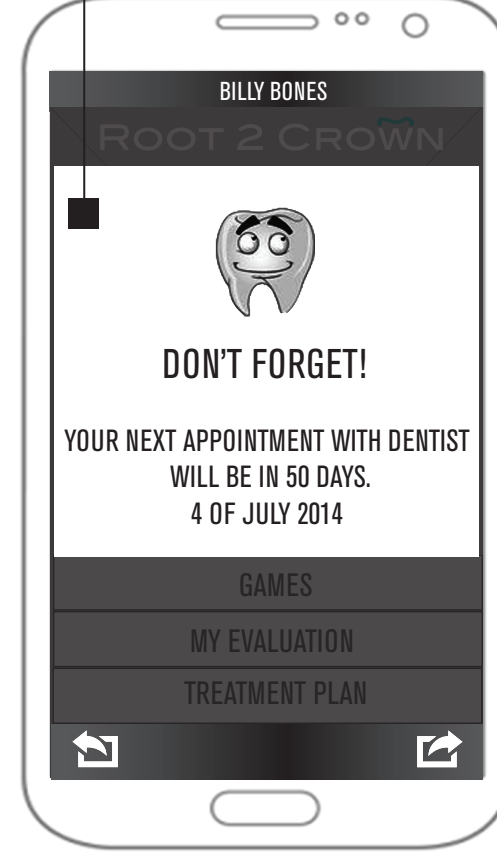 BILLY BONES
ROOT 2 CROWN
DON'T FORGET!
YOUR NEXT APPOINTMENT WITH DENTIST
WILL BE IN 50 DAYS.
4 OF JULY 2014
GAMES
MY EVALUATION
TREATMENT PLAN